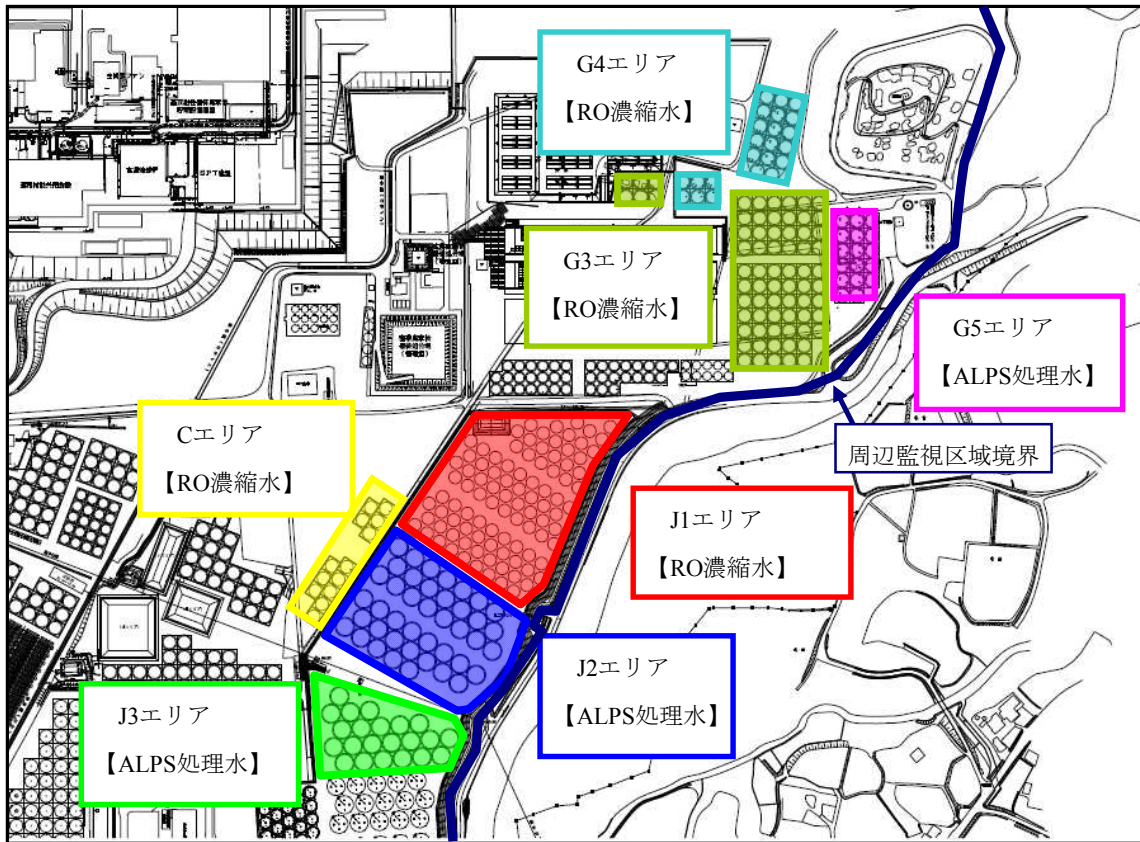 G4エリア
【RO濃縮水】
G3エリア
【RO濃縮水】
G5エリア
【ALPS処理水】
周辺監視区域境界
Cエリア
【RO濃縮水】
J1エリア
【RO濃縮水】
J2エリア
【ALPS処理水】
J3エリア
【ALPS処理水】